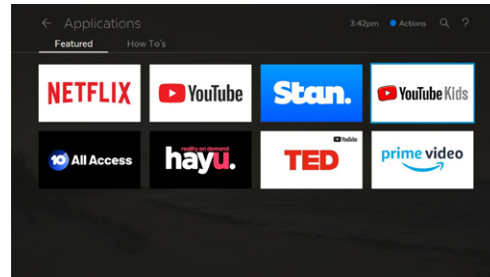 ← Applications 3:42pm Actions ?
Featured How To's
NETFLIX YouTube Stan. YouTube Kids
10 All Access reality on demand hayu. YouTube TED prime video